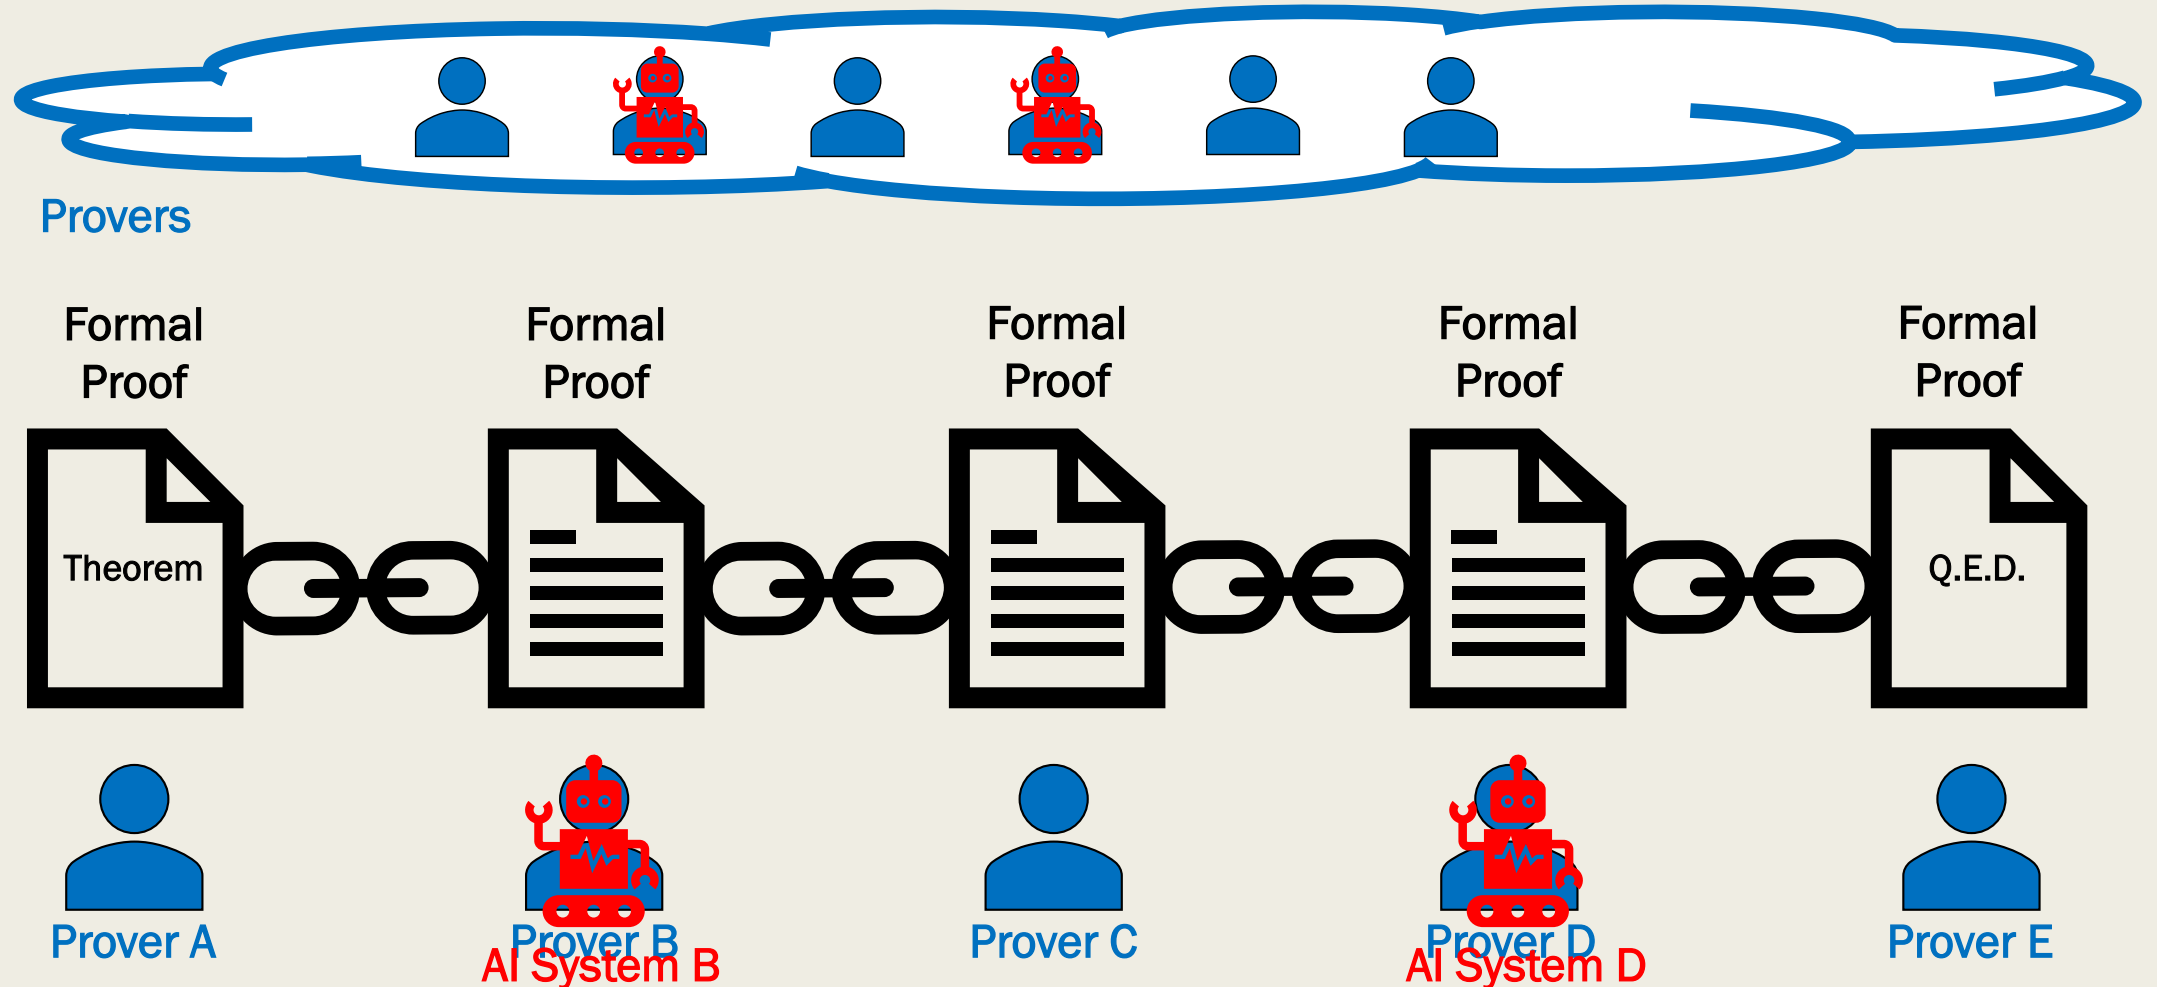 Provers
Formal
Proof
Formal
Proof
Formal
Proof
Formal
Proof
Formal
Proof
Theorem
Q.E.D.
Prover A
Prover B
AI System B
Prover C
Prover D
AI System D
Prover E